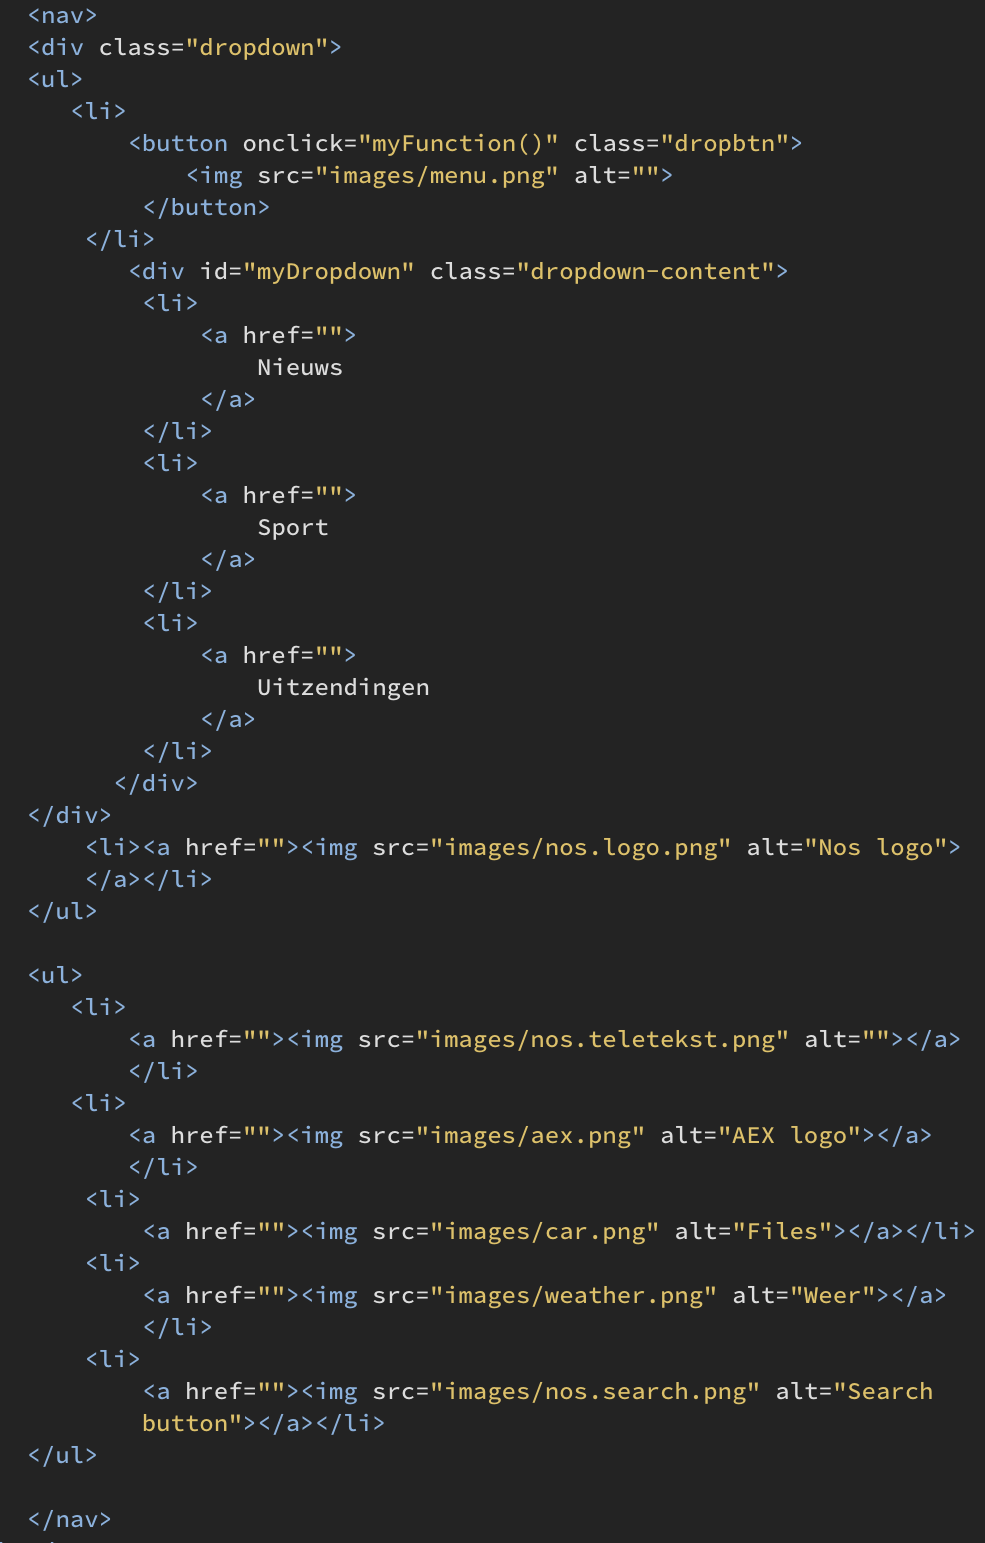 <nav>
<div class="dropdown">
<ul>
   <li>
       <button onclick="myFunction()" class="dropbtn">
           <img src="images/menu.png" alt="">
        </button>
    </li>
       <div id="myDropdown" class="dropdown-content">
        <li>
            <a href="">
                Nieuws
            </a>
        </li>
        <li>
            <a href="">
                Sport
            </a>
        </li>
        <li>
            <a href="">
                Uitzendingen
            </a>
        </li>
      </div>
</div>
    <li><a href=""><img src="images/nos.logo.png" alt="Nos logo">
    </a></li>
</ul>

<ul>
   <li>
       <a href=""><img src="images/nos.teletekst.png" alt=""></a>
       </li>
   <li>
       <a href=""><img src="images/aex.png" alt="AEX logo"></a>
       </li>
    <li>
        <a href=""><img src="images/car.png" alt="Files"></a></li>
    <li>
        <a href=""><img src="images/weather.png" alt="Weer"></a>
        </li>
    <li>
        <a href=""><img src="images/nos.search.png" alt="Search
        button"></a></li>
</ul>

</nav>